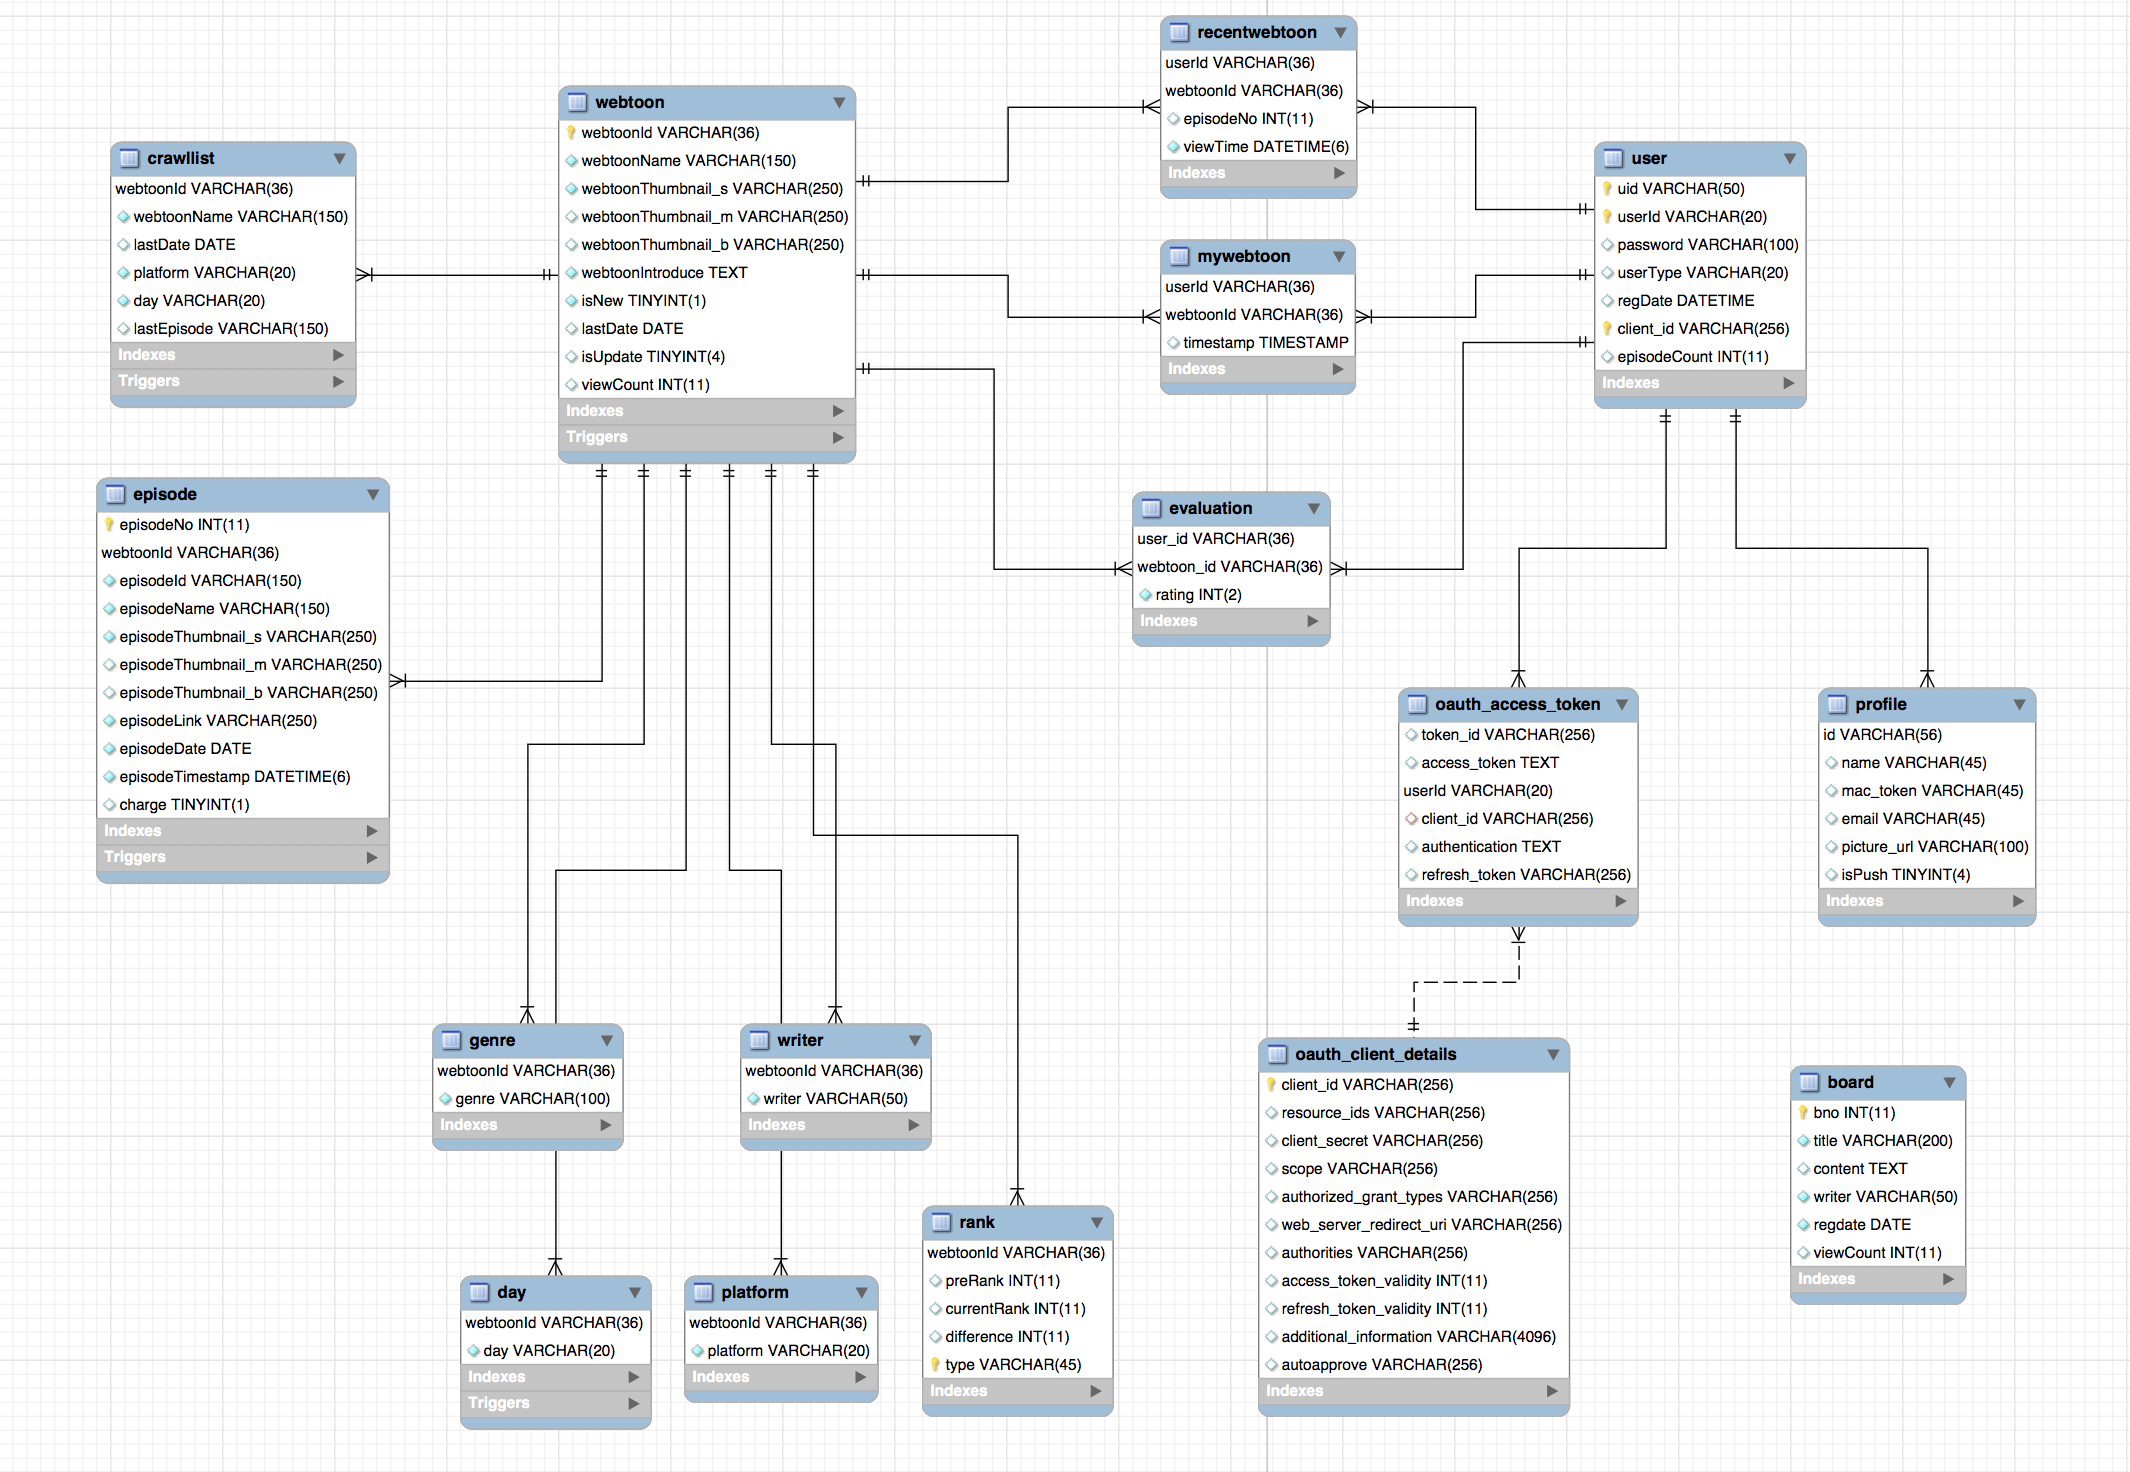 recentwebtoon
userId VARCHAR(36)
webtoonId VARCHAR(36)
episodeNo INT(11)
viewTime DATETIME(6)
Indexes
webtoon
webtoonId VARCHAR(36)
webtoonName VARCHAR(150)
webtoonThumbnail_s VARCHAR(250)
webtoonThumbnail_m VARCHAR(250)
webtoonThumbnail_b VARCHAR(250)
webtoonIntroduce TEXT
isNew TINYINT(1)
lastDate DATE
isUpdate TINYINT(4)
viewCount INT(11)
Indexes
Triggers
crawllist
webtoonId VARCHAR(36)
webtoonName VARCHAR(150)
lastDate DATE
platform VARCHAR(20)
day VARCHAR(20)
lastEpisode VARCHAR(150)
Indexes
Triggers
user
uid VARCHAR(50)
userId VARCHAR(20)
password VARCHAR(100)
userType VARCHAR(20)
regDate DATETIME
client_id VARCHAR(256)
episodeCount INT(11)
Indexes
mywebtoon
userId VARCHAR(36)
webtoonId VARCHAR(36)
timestamp TIMESTAMP
Indexes
episode
episodeNo INT(11)
webtoonId VARCHAR(36)
episodeId VARCHAR(150)
episodeName VARCHAR(150)
episodeThumbnail_s VARCHAR(250)
episodeThumbnail_m VARCHAR(250)
episodeThumbnail_b VARCHAR(250)
episodeLink VARCHAR(250)
episodeDate DATE
episodeTimestamp DATETIME(6)
charge TINYINT(1)
Indexes
Triggers
evaluation
user_id VARCHAR(36)
webtoon_id VARCHAR(36)
rating INT(2)
Indexes
oauth_access_token
token_id VARCHAR(256)
access_token TEXT
userId VARCHAR(20)
client_id VARCHAR(256)
authentication TEXT
refresh_token VARCHAR(256)
Indexes
profile
id VARCHAR(56)
name VARCHAR(45)
mac_token VARCHAR(45)
email VARCHAR(45)
picture_url VARCHAR(100)
isPush TINYINT(4)
Indexes
genre
webtoonId VARCHAR(36)
genre VARCHAR(100)
Indexes
writer
webtoonId VARCHAR(36)
writer VARCHAR(50)
Indexes
oauth_client_details
client_id VARCHAR(256)
resource_ids VARCHAR(256)
client_secret VARCHAR(256)
scope VARCHAR(256)
authorized_grant_types VARCHAR(256)
web_server_redirect_uri VARCHAR(256)
authorities VARCHAR(256)
access_token_validity INT(11)
refresh_token_validity INT(11)
additional_information VARCHAR(4096)
autoapprove VARCHAR(256)
Indexes
board
bno INT(11)
title VARCHAR(200)
content TEXT
writer VARCHAR(50)
regdate DATE
viewCount INT(11)
Indexes
rank
webtoonId VARCHAR(36)
preRank INT(11)
currentRank INT(11)
difference INT(11)
type VARCHAR(45)
Indexes
day
webtoonId VARCHAR(36)
day VARCHAR(20)
Indexes
Triggers
platform
webtoonId VARCHAR(36)
platform VARCHAR(20)
Indexes